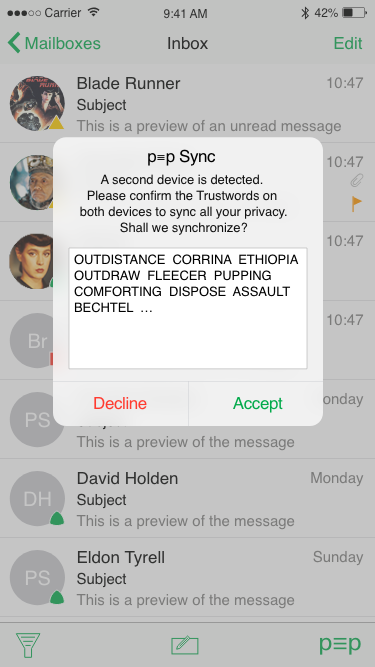 Carrier 9:41 AM 42%
Mailboxes Inbox Edit
Blade Runner 10:47
Subject
This is a preview of an unread message
10:47
10:47
Br 10:47
p≡p Sync
A second device is detected.
Please confirm the Trustwords on
both devices to sync all your privacy.
Shall we synchronize?
OUTDISTANCE CORRINA ETHIOPIA
OUTDRAW FLEECER PUPPING
COMFORTING DISPOSE ASSAULT
BECHTEL ...
Decline Accept
PS
This is a preview of the message
David Holden Monday
DH Subject
This is a preview of the message
Eldon Tyrell Sunday
PS Subject
This is a preview of the message
p≡p